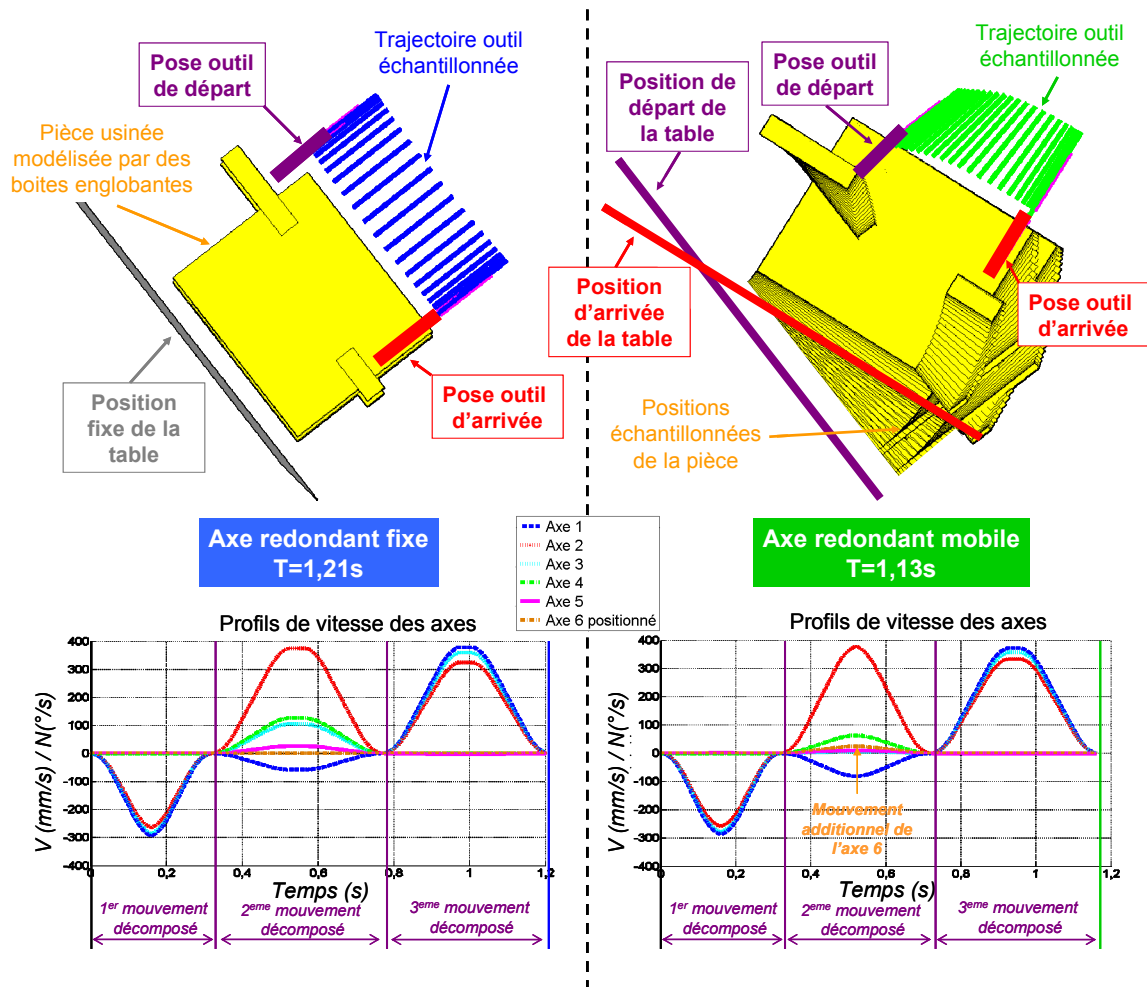 Pose outil
de départ
Trajectoire outil
échantillonnée
Pièce usinée
modélisée par des
boites englobantes
Position
fixe de la
table
Pose outil
d’arrivée
Position de
départ de
la table
Pose outil
de départ
Trajectoire outil
échantillonnée
Position
d’arrivée
de la table
Pose outil
d’arrivée
Positions
échantillonnées
de la pièce
Axe redondant fixe
T=1,21s
Axe 1
Axe 2
Axe 3
Axe 4
Axe 5
Axe 6 positionné
Axe redondant mobile
T=1,13s
Profils de vitesse des axes
V (mm/s) / N(°/s)
400
300
200
100
0
-100
-200
-300
-400
0 0,2 0,4 0,6 0,8 1 1,2
Temps (s)
1er mouvement
décomposé
2eme mouvement
décomposé
3eme mouvement
décomposé
Profils de vitesse des axes
V (mm/s) / N(°/s)
400
300
200
100
0
-100
-200
-300
-400
Mouvement
additionnel de
l’axe 6
0 0,2 0,4 0,6 0,8 1 1,2
Temps (s)
1er mouvement
décomposé
2eme mouvement
décomposé
3eme mouvement
décomposé